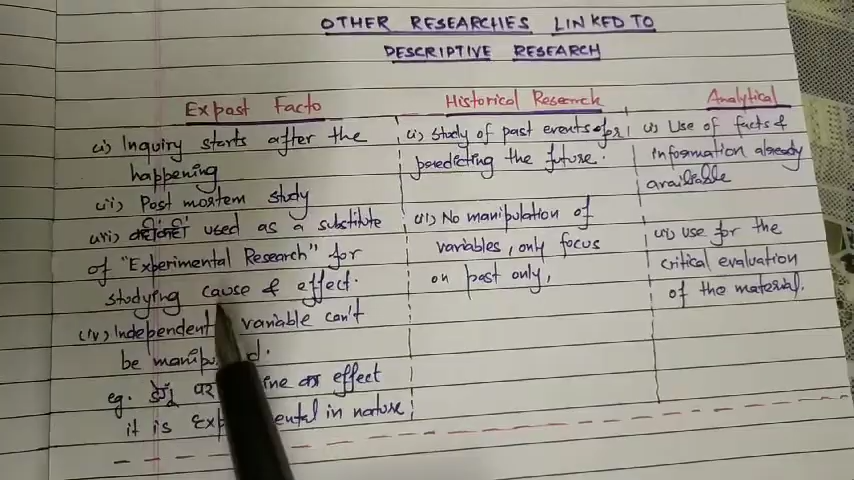 OTHER RESEARCHES LINKED TO
DESCRIPTIVE RESEARCH
Expost Facto
(i) Inquiry starts after the
happening
(ii) Post mortem study
(iii) used as a substitute
of "Experimental Research" for
studying cause & effect.
(iv) Independent variable can't
be
eg. effect
it is in nature
Historical Research
(i) Study of past events for
predicting the future.
(ii) No manipulation of
variables, only focus
on past only,
Analytical
(i) Use of facts &
information already
available
(ii) use for the
critical evaluation
of the material.